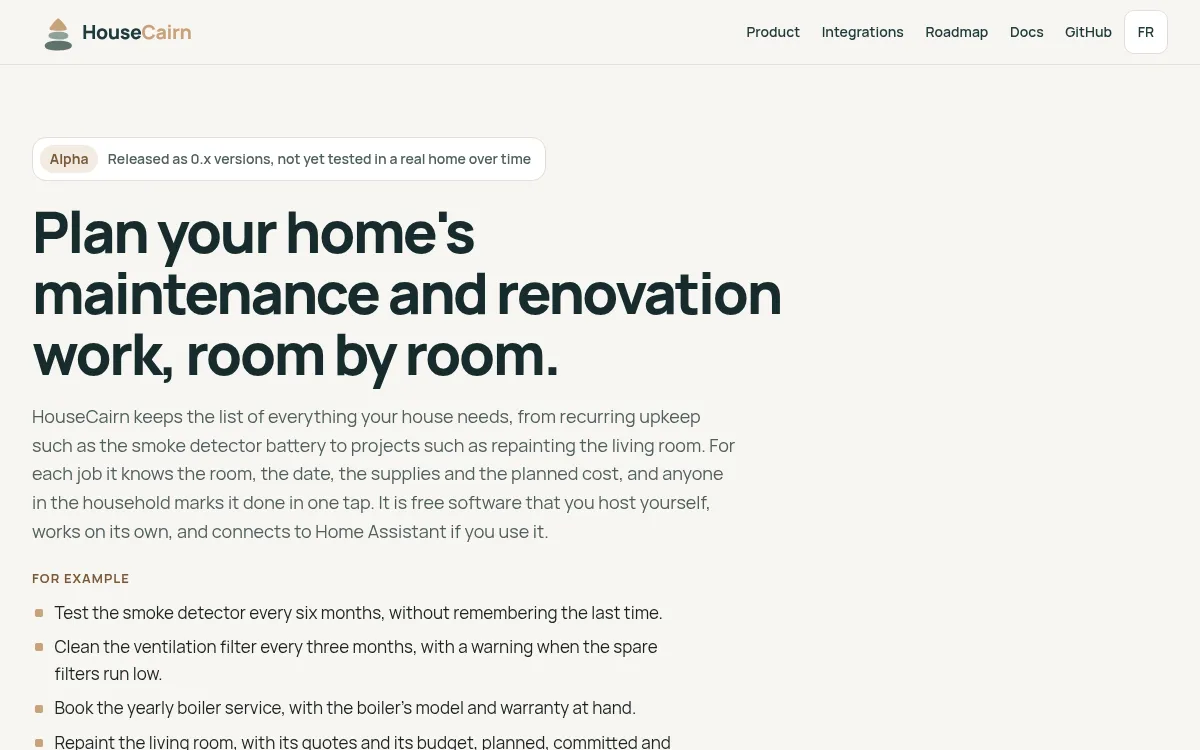 HouseCairn
Product
Integrations
Roadmap
Docs
GitHub
FR
Alpha
Released as 0.x versions, not yet tested in a real home over time
Plan your home's
maintenance and renovation
work, room by room.
HouseCairn keeps the list of everything your house needs, from recurring upkeep
such as the smoke detector battery to projects such as repainting the living room. For
each job it knows the room, the date, the supplies and the planned cost, and anyone
in the household marks it done in one tap. It is free software that you host yourself,
works on its own, and connects to Home Assistant if you use it.
FOR EXAMPLE
Test the smoke detector every six months, without remembering the last time.
Clean the ventilation filter every three months, with a warning when the spare
filters run low.
Book the yearly boiler service, with the boiler’s model and warranty at hand.
Repaint the living room, with its quotes and its budget, planned, committed and